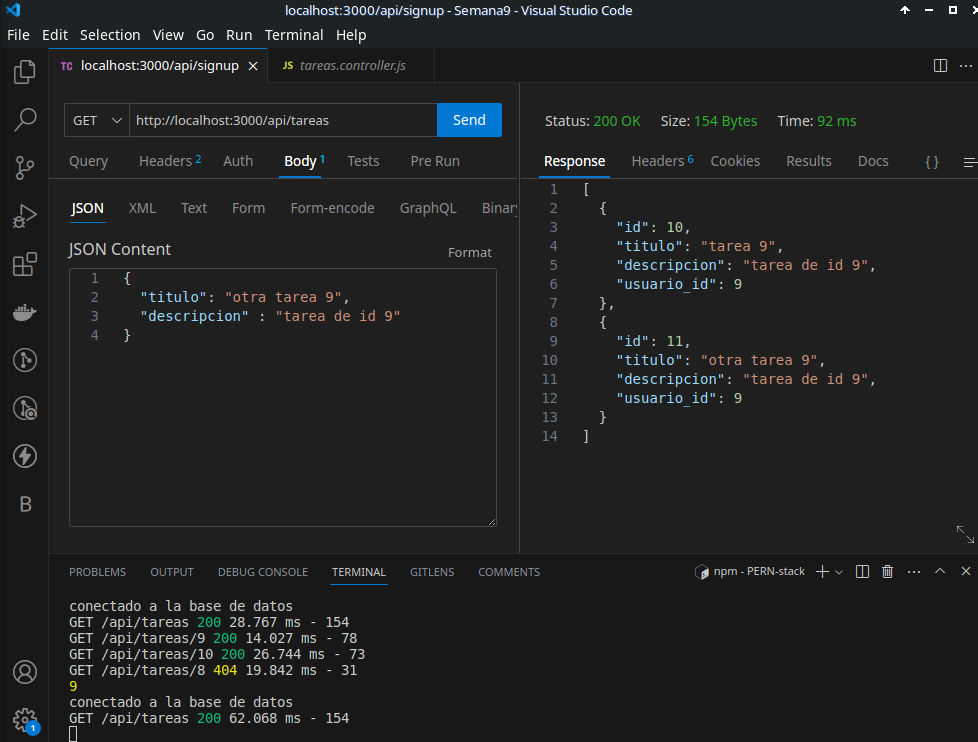 localhost:3000/api/signup - Semana9 - Visual Studio Code
File Edit Selection View Go Run Terminal Help
TC localhost:3000/api/signup
JS tareas.controller.js
GET http://localhost:3000/api/tareas Send
Query Headers 2 Auth Body 1 Tests Pre Run
JSON XML Text Form Form-encode GraphQL Binary
JSON Content Format
1 {
2 "titulo": "otra tarea 9",
3 "descripcion" : "tarea de id 9"
4 }
Status: 200 OK Size: 154 Bytes Time: 92 ms
Response Headers 6 Cookies Results Docs { }
1 [
2 {
3 "id": 10,
4 "titulo": "tarea 9",
5 "descripcion": "tarea de id 9",
6 "usuario_id": 9
7 },
8 {
9 "id": 11,
10 "titulo": "otra tarea 9",
11 "descripcion": "tarea de id 9",
12 "usuario_id": 9
13 }
14 ]
B
1
PROBLEMS OUTPUT DEBUG CONSOLE TERMINAL GITLENS COMMENTS
npm - PERN-stack
conectado a la base de datos
GET /api/tareas 200 28.767 ms - 154
GET /api/tareas/9 200 14.027 ms - 78
GET /api/tareas/10 200 26.744 ms - 73
GET /api/tareas/8 404 19.842 ms - 31
9
conectado a la base de datos
GET /api/tareas 200 62.068 ms - 154